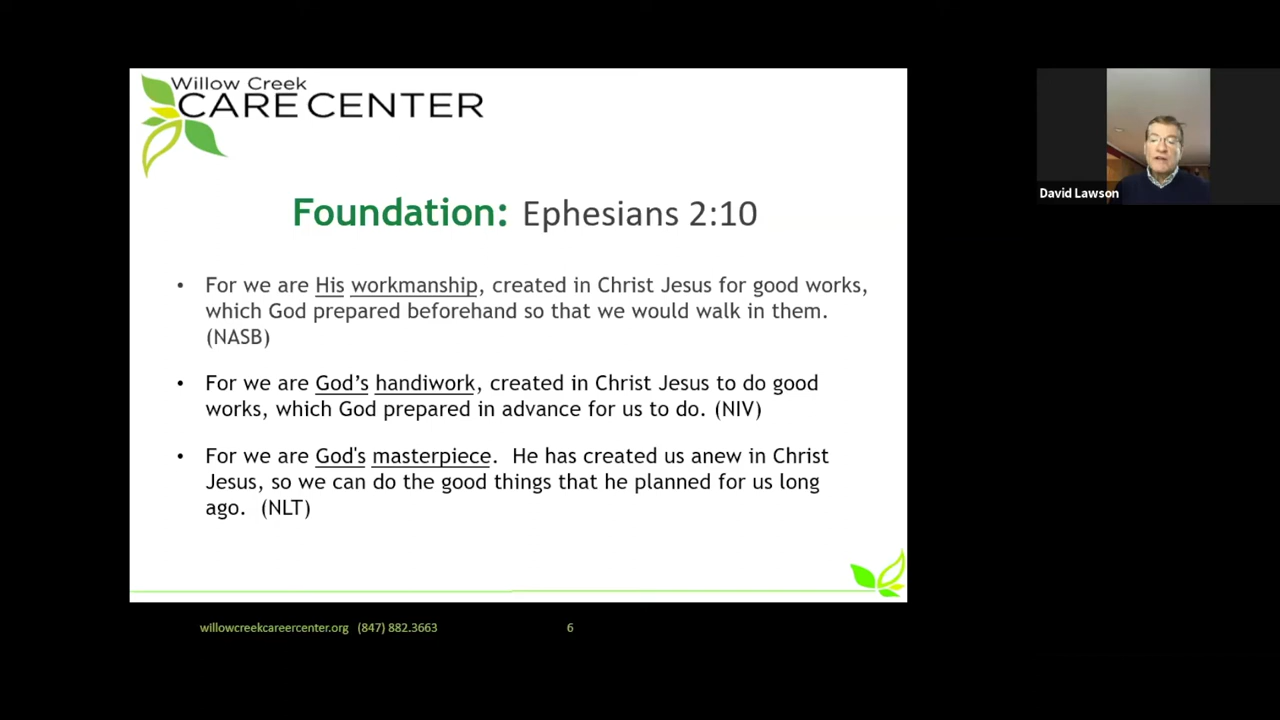 Willow Creek
CARE CENTER
Foundation: Ephesians 2:10
• For we are His workmanship, created in Christ Jesus for good works,
which God prepared beforehand so that we would walk in them.
(NASB)
• For we are God’s handiwork, created in Christ Jesus to do good
works, which God prepared in advance for us to do. (NIV)
• For we are God's masterpiece. He has created us anew in Christ
Jesus, so we can do the good things that he planned for us long
ago. (NLT)
willowcreekcareercenter.org (847) 882.3663
6
David Lawson